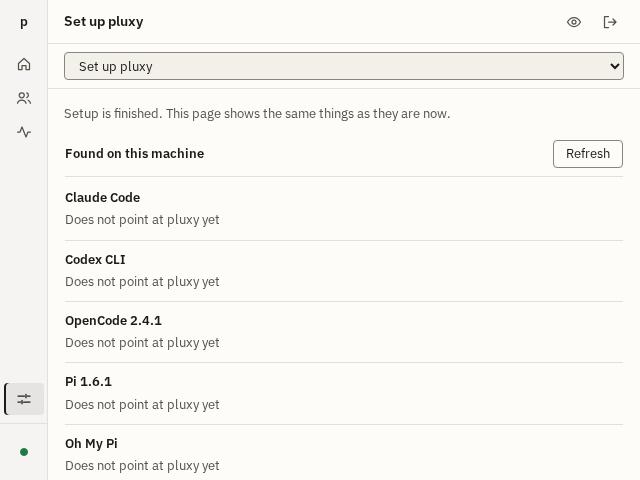 p
Set up pluxy
Set up pluxy
Setup is finished. This page shows the same things as they are now.
Found on this machine
Refresh
Claude Code
Does not point at pluxy yet
Codex CLI
Does not point at pluxy yet
OpenCode 2.4.1
Does not point at pluxy yet
Pi 1.6.1
Does not point at pluxy yet
Oh My Pi
Does not point at pluxy yet